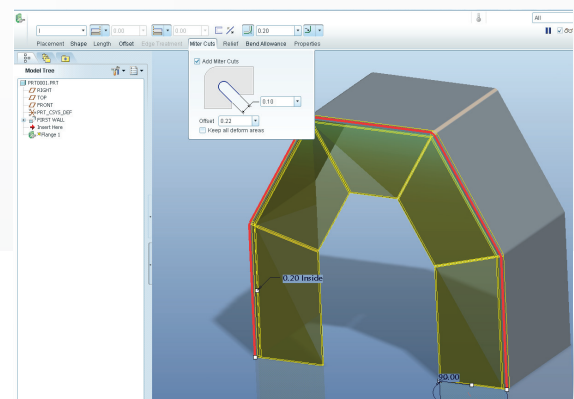 All
I 0.00 0.00 0.20
Placement Shape Length Offset Edge Treatment Miter Cuts Relief Bend Allowance Properties
Add Miter Cuts
0.10
Offset 0.22
Keep all deform areas
Model Tree
PRT0001.PRT
RIGHT
TOP
FRONT
PRT_CSYS_DEF
FIRST WALL
Insert Here
Flange 1
0.20 Inside
90.00